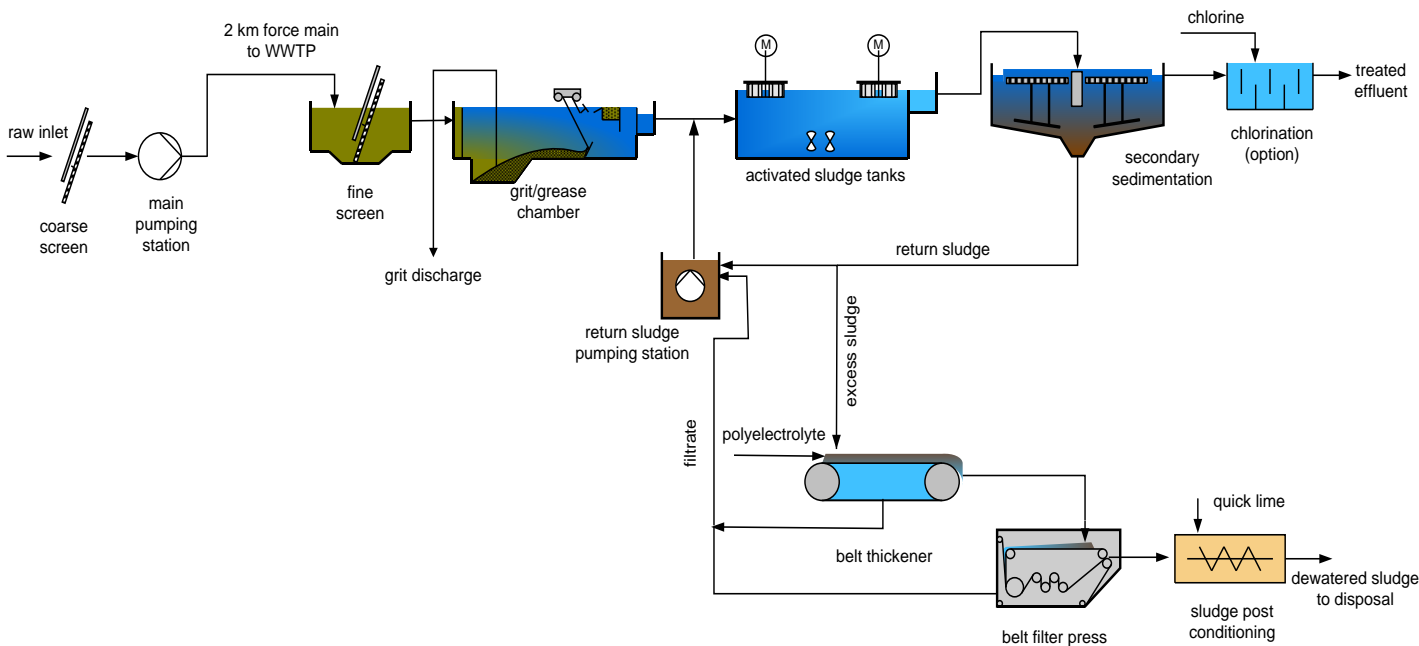 2 km force main
to WWTP
chlorine
M
M
raw inlet
treated
effluent
chlorination
(option)
secondary
sedimentation
activated sludge tanks
fine
screen
grit/grease
chamber
main
pumping
station
coarse
screen
grit discharge
return sludge
return sludge
pumping station
excess sludge
filtrate
polyelectrolyte
quick lime
belt thickener
dewatered sludge
to disposal
sludge post
conditioning
belt filter press